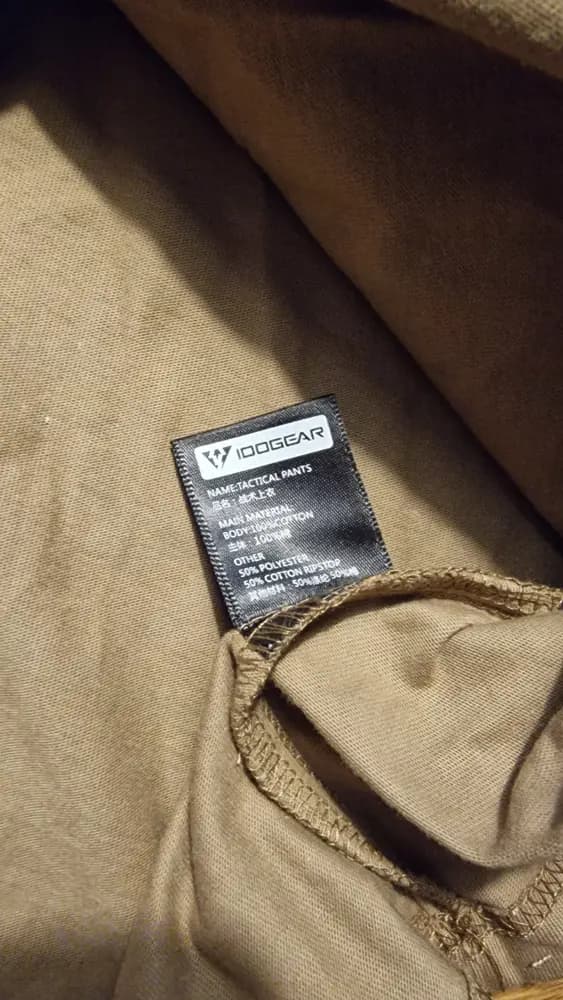 IDOGEAR
NAME:TACTICAL PANTS
品名：战术上衣
MAIN MATERIAL
BODY:100%COTTON
主体：100%棉
OTHER
50% POLYESTER
50% COTTON RIPSTOP
其他材料：50%涤纶 50%棉